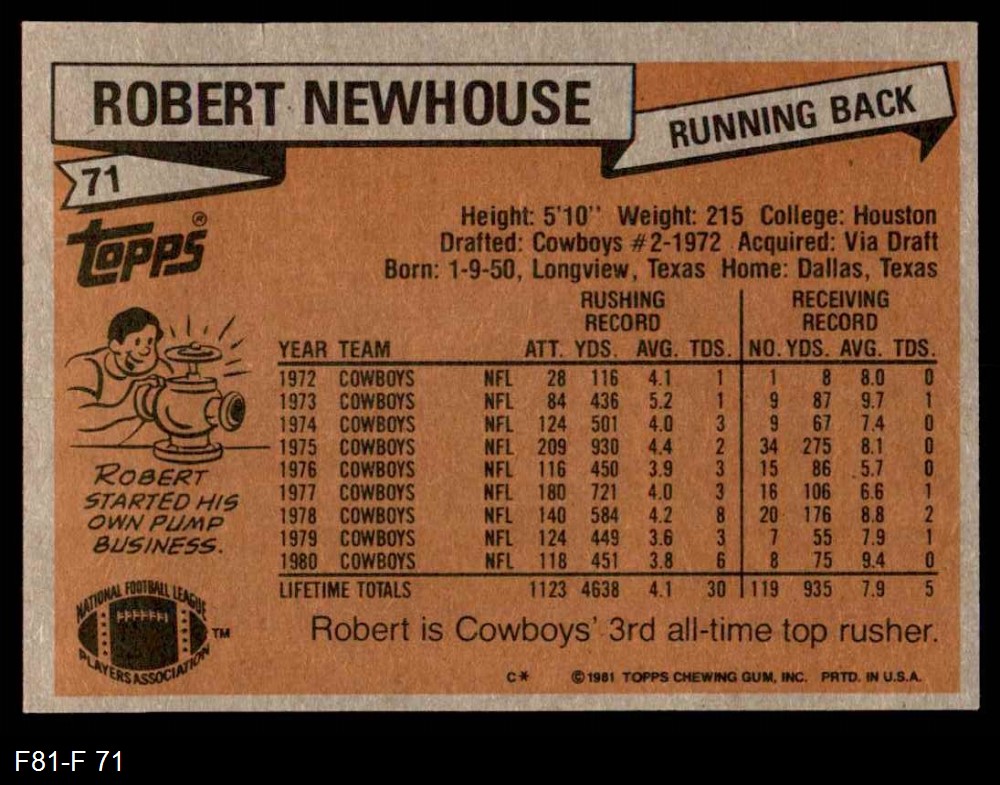 ROBERT NEWHOUSE
RUNNING BACK
71
Topps®
Height: 5'10" Weight: 215 College: Houston
Drafted: Cowboys #2-1972 Acquired: Via Draft
Born: 1-9-50, Longview, Texas Home: Dallas, Texas
RUSHING RECORD RECEIVING RECORD
YEAR TEAM ATT. YDS. AVG. TDS. NO. YDS. AVG. TDS.
1972 COWBOYS NFL 28 116 4.1 1 1 8 8.0 0
1973 COWBOYS NFL 84 436 5.2 1 9 87 9.7 1
1974 COWBOYS NFL 124 501 4.0 3 9 67 7.4 0
1975 COWBOYS NFL 209 930 4.4 2 34 275 8.1 0
1976 COWBOYS NFL 116 450 3.9 3 15 86 5.7 0
1977 COWBOYS NFL 180 721 4.0 3 16 106 6.6 1
1978 COWBOYS NFL 140 584 4.2 8 20 176 8.8 2
1979 COWBOYS NFL 124 449 3.6 3 7 55 7.9 1
1980 COWBOYS NFL 118 451 3.8 6 8 75 9.4 0
LIFETIME TOTALS 1123 4638 4.1 30 119 935 7.9 5
ROBERT
STARTED HIS
OWN PUMP
BUSINESS.
NATIONAL FOOTBALL LEAGUE
PLAYERS ASSOCIATION
TM
Robert is Cowboys' 3rd all-time top rusher.
C* ©1981 TOPPS CHEWING GUM, INC. PRTD. IN U.S.A.
F81-F 71